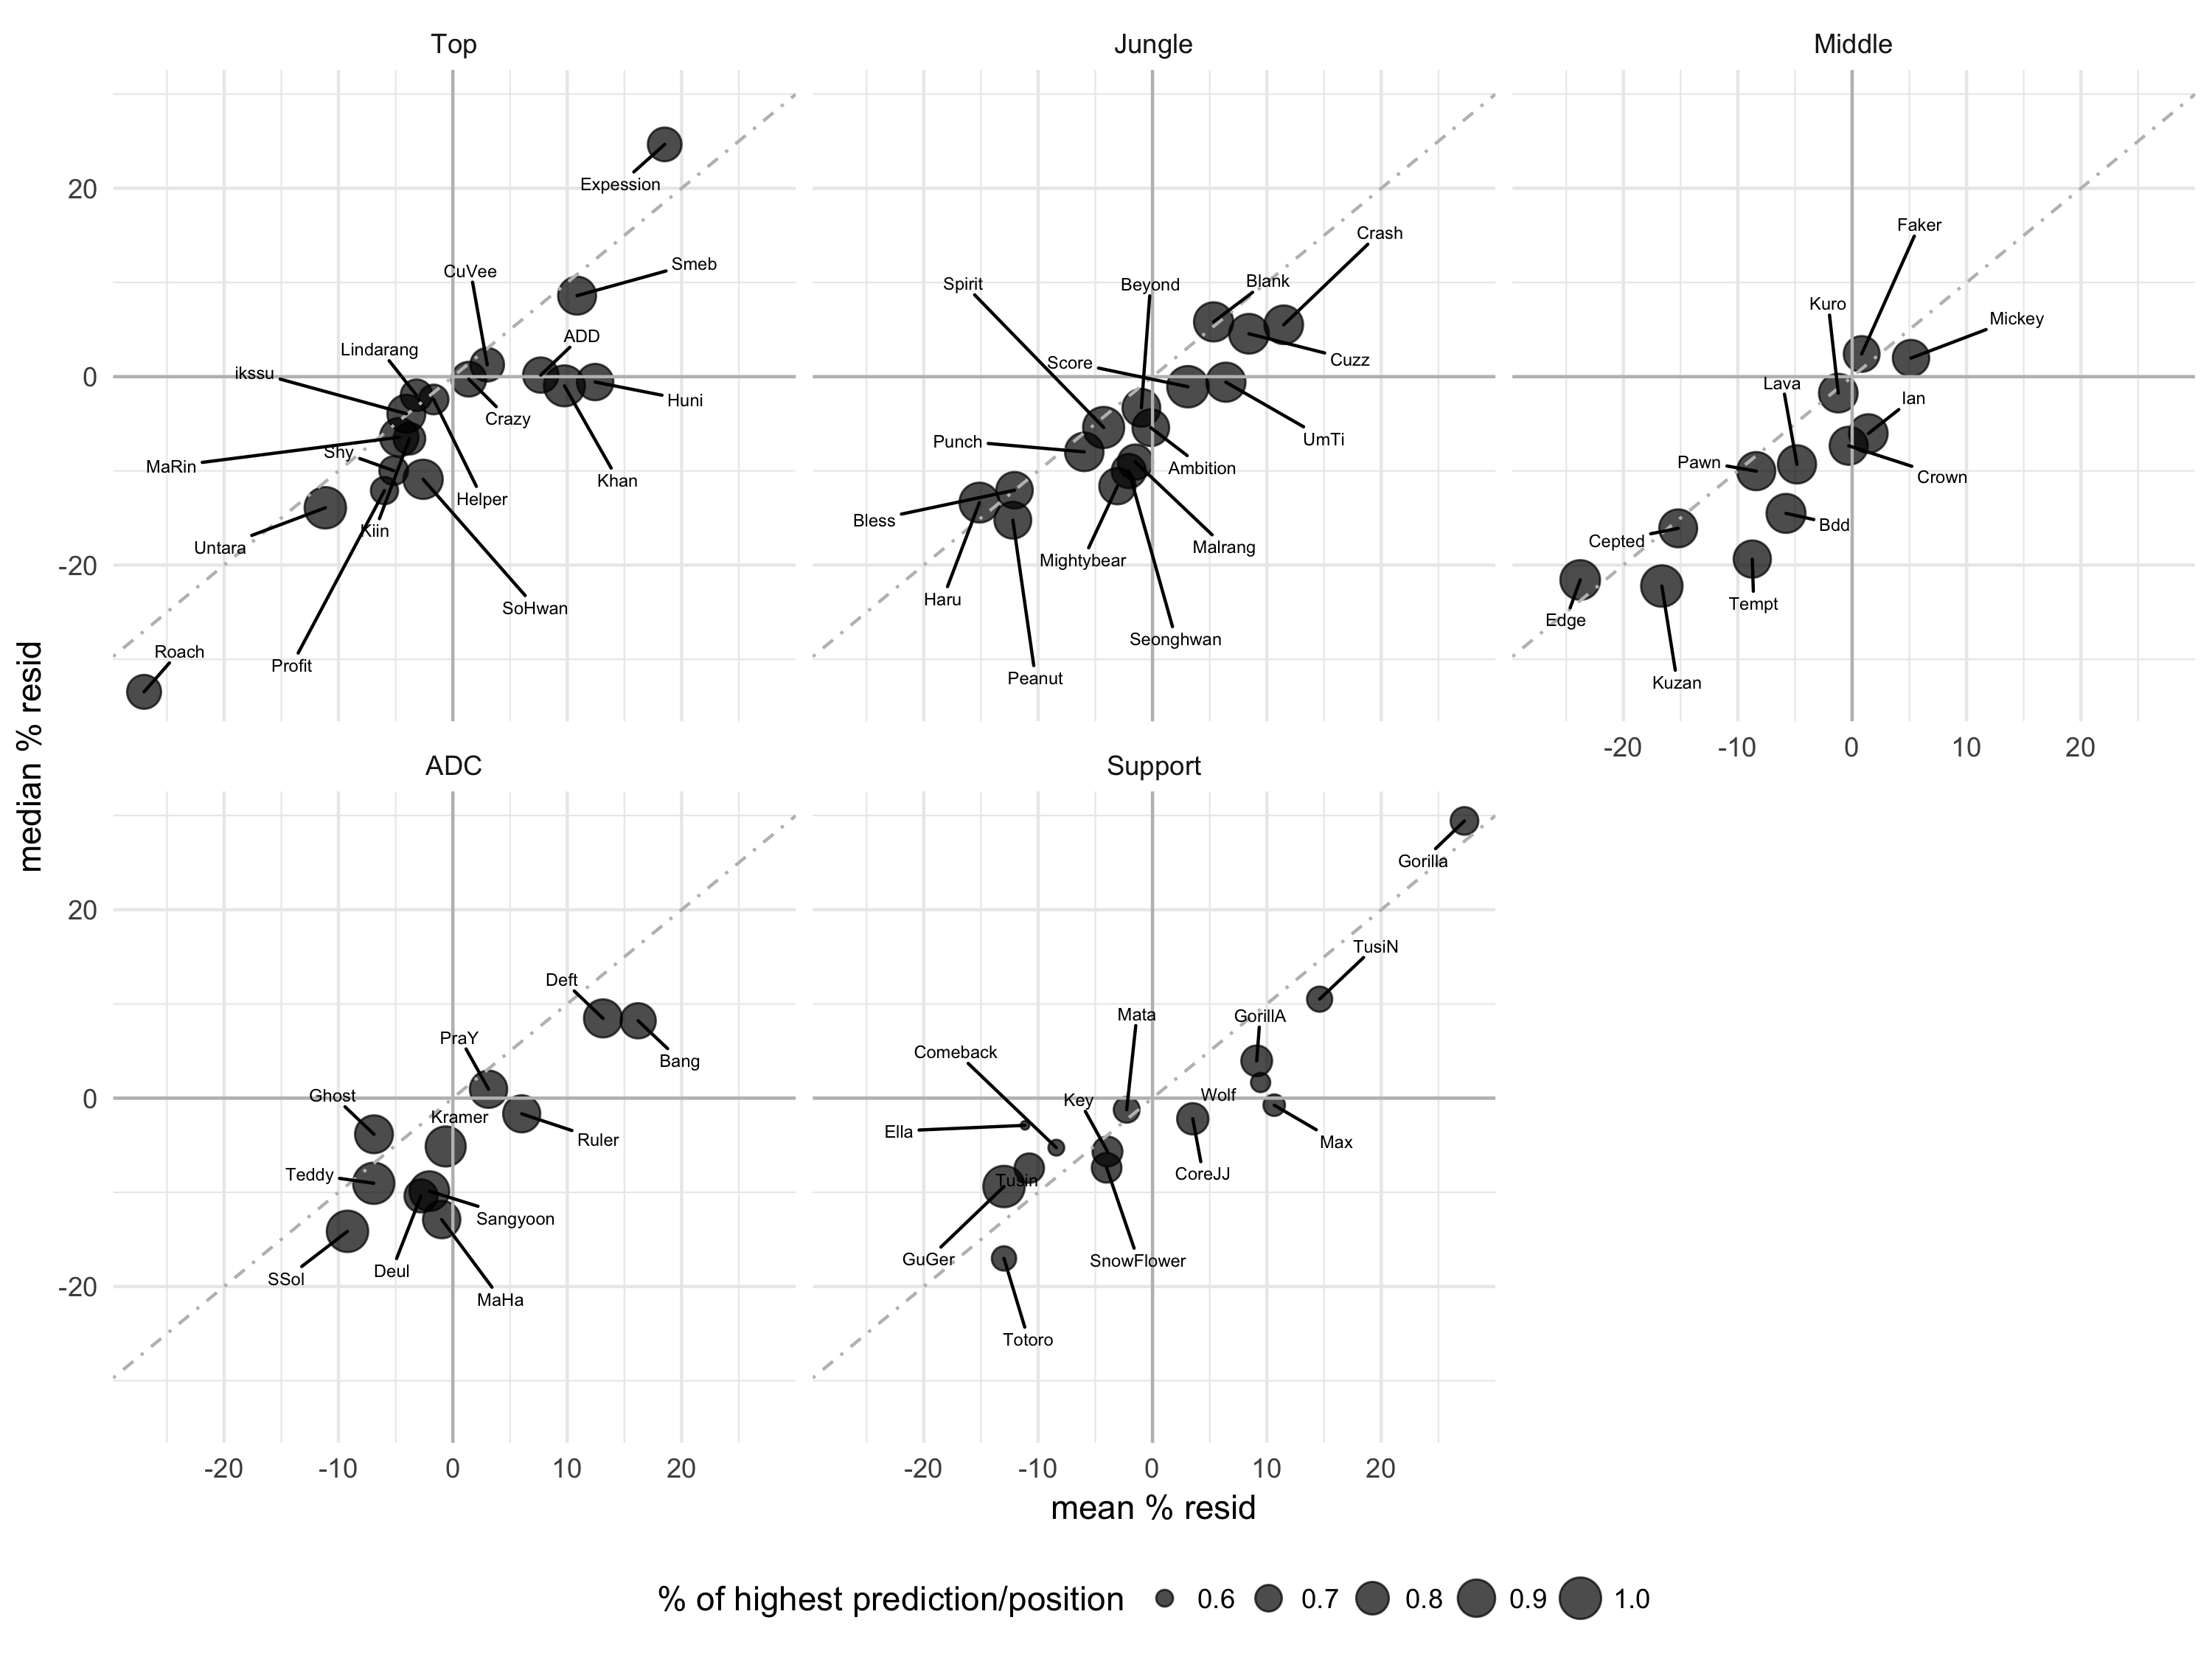 Top
Jungle
Middle
20
0
-20
Expession
CuVee
Smeb
ADD
Lindarang
ikssu
Huni
Crazy
MaRin
Shy
Khan
Helper
Kiin
Untara
SoHwan
Roach
Profit
Crash
Spirit
Beyond
Blank
Score
Cuzz
Punch
UmTi
Ambition
Bless
Malrang
Mightybear
Haru
Seonghwan
Peanut
Faker
Kuro
Mickey
Lava
Ian
Pawn
Crown
Bdd
Cepted
Tempt
Edge
Kuzan
-20 -10 0 10 20
median % resid
ADC
Support
20
0
-20
Deft
PraY
Bang
Ghost
Kramer
Ruler
Teddy
Sangyoon
SSol
Deul
MaHa
Gorilla
TusiN
Mata
GorillA
Comeback
Key
Wolf
Ella
Max
CoreJJ
Tusin
GuGer
SnowFlower
Totoro
-20 -10 0 10 20
-20 -10 0 10 20
mean % resid
% of highest prediction/position 0.6 0.7 0.8 0.9 1.0